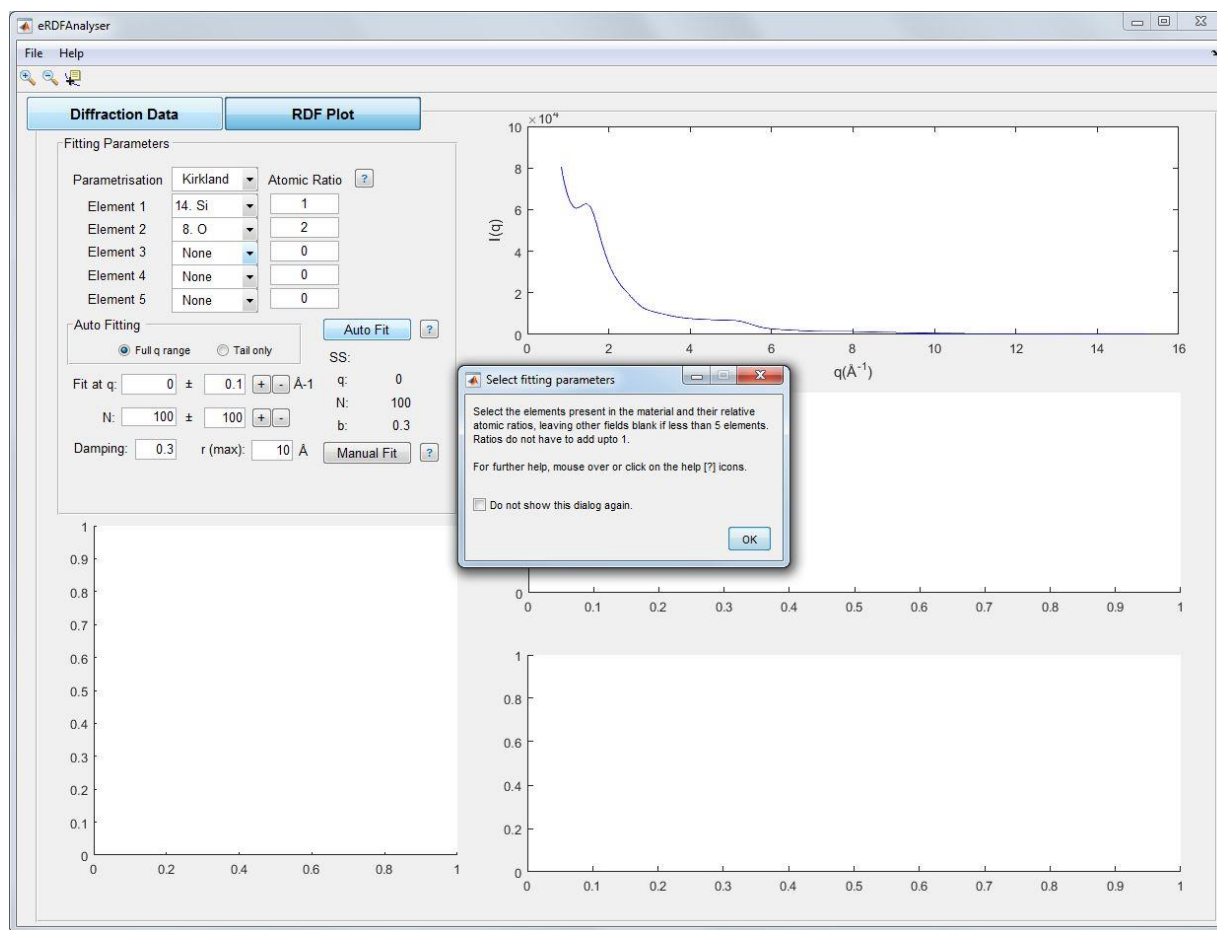 eRDFAnalyser
File Help
Diffraction Data RDF Plot
Fitting Parameters
Parametrisation Kirkland Atomic Ratio ?
Element 1 14. Si 1
Element 2 8. O 2
Element 3 None 0
Element 4 None 0
Element 5 None 0
Auto Fitting
Full q range Tail only
Auto Fit ?
SS:
Fit at q: 0 ± 0.1 + - Å-1 q: 0
N: 100 ± 100 + - N: 100
b: 0.3
Damping: 0.3 r (max): 10 Å Manual Fit ?
× 10⁴
10
8
6
4
2
0
I(q)
0 2 4 6 8 10 12 14 16
q(Å⁻¹)
Select fitting parameters
Select the elements present in the material and their relative
atomic ratios, leaving other fields blank if less than 5 elements.
Ratios do not have to add upto 1.
For further help, mouse over or click on the help [?] icons.
Do not show this dialog again.
OK
0
0 0.1 0.2 0.3 0.4 0.5 0.6 0.7 0.8 0.9 1
1
0.9
0.8
0.7
0.6
0.5
0.4
0.3
0.2
0.1
0
0 0.2 0.4 0.6 0.8 1
1
0.8
0.6
0.4
0.2
0
0 0.1 0.2 0.3 0.4 0.5 0.6 0.7 0.8 0.9 1